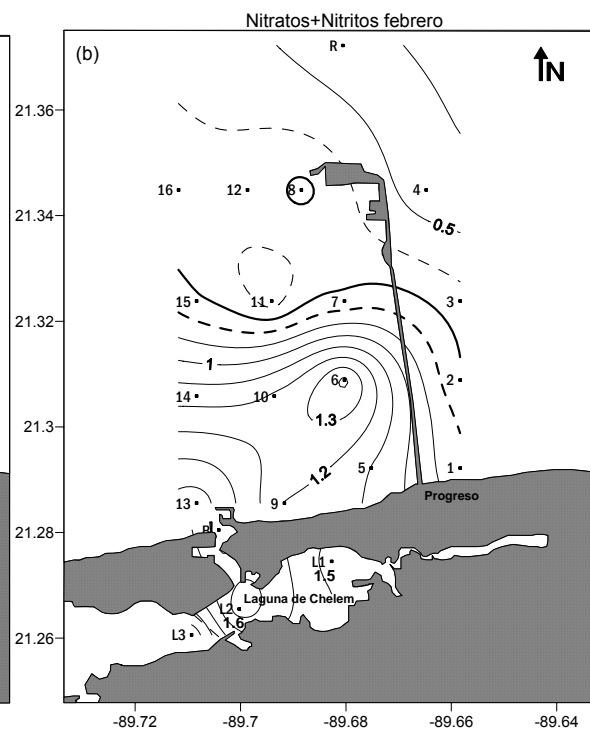 Nitratos+Nitritos febrero
(b)
R
N
21.36
16 12 8 4
21.34
0.5
15 11 7 3
21.32
1
6 2
14 10
1.3
21.3
1.2
5 1
13 9
Progreso
21.28
L1
1.5
Laguna de Chelem
L2
1.6
L3
21.26
-89.72 -89.7 -89.68 -89.66 -89.64